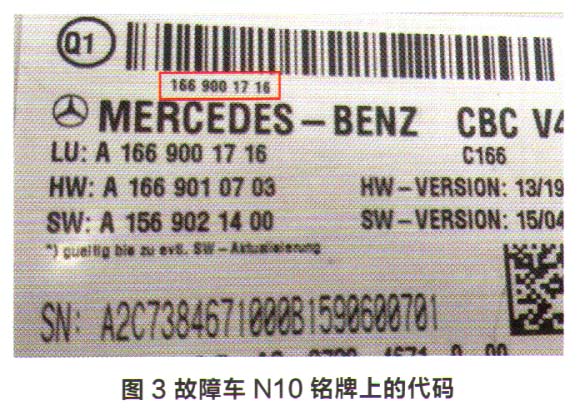 Q1
166 900 17 16
MERCEDES-BENZ CBC V4
LU: A 166 900 17 16 C166
HW: A 166 901 07 03 HW-VERSION: 13/19
SW: A 156 902 14 00 SW-VERSION: 15/04
*) gueltig bis zu evtl. SW-Aktualisierung
SN: A2C7384671000B1590600701
图 3 故障车 N10 铭牌上的代码